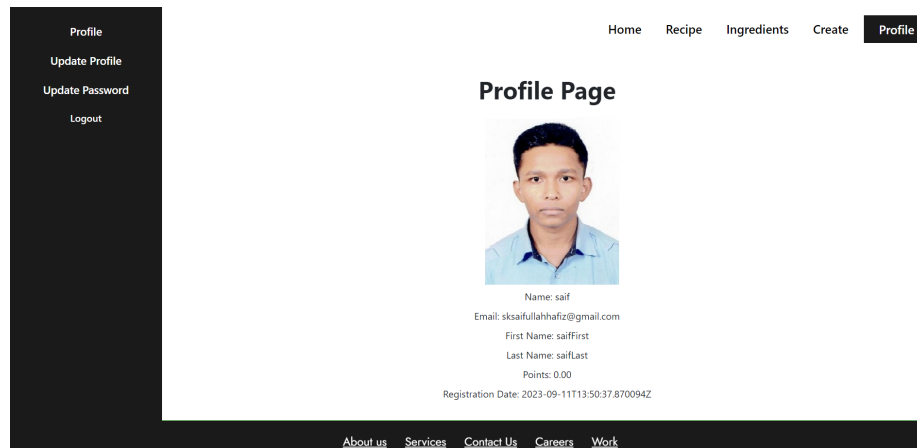 Profile
Update Profile
Update Password
Logout
Home Recipe Ingredients Create Profile
Profile Page
Name: saif
Email: sksaifullahhafiz@gmail.com
First Name: saifFirst
Last Name: saifLast
Points: 0.00
Registration Date: 2023-09-11T13:50:37.870094Z
About us Services Contact Us Careers Work